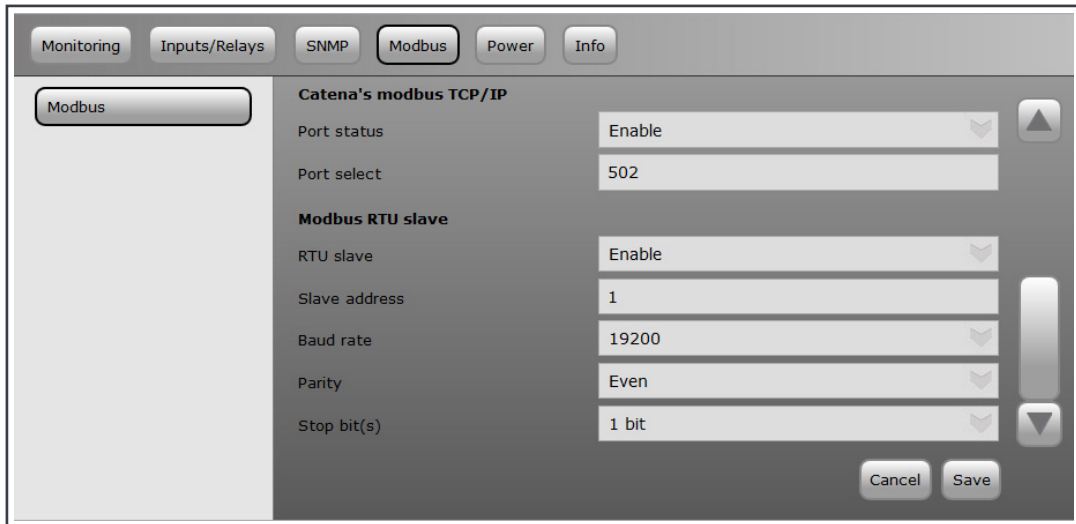 Monitoring Inputs/Relays SNMP Modbus Power Info
Modbus
Catena's modbus TCP/IP
Port status Enable
Port select 502
Modbus RTU slave
RTU slave Enable
Slave address 1
Baud rate 19200
Parity Even
Stop bit(s) 1 bit
Cancel Save